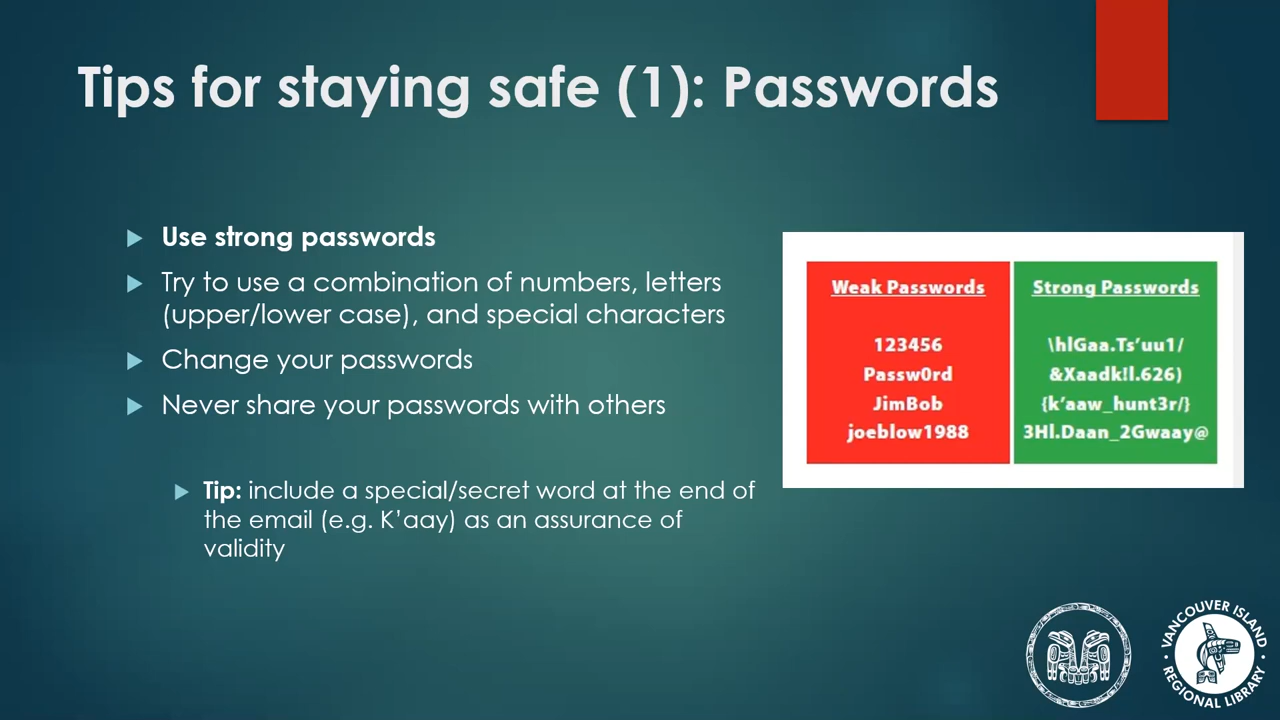 Tips for staying safe (1): Passwords
Use strong passwords
Try to use a combination of numbers, letters
(upper/lower case), and special characters
Change your passwords
Never share your passwords with others
Tip: include a special/secret word at the end of
the email (e.g. K’aay) as an assurance of
validity
Weak Passwords
123456
Passw0rd
JimBob
joeblow1988
Strong Passwords
\hlGaa.Ts’uu1/
&Xaadk!l.626)
{k’aaw_hunt3r/}
3Hl.Daan_2Gwaay@
VANCOUVER ISLAND
REGIONAL LIBRARY